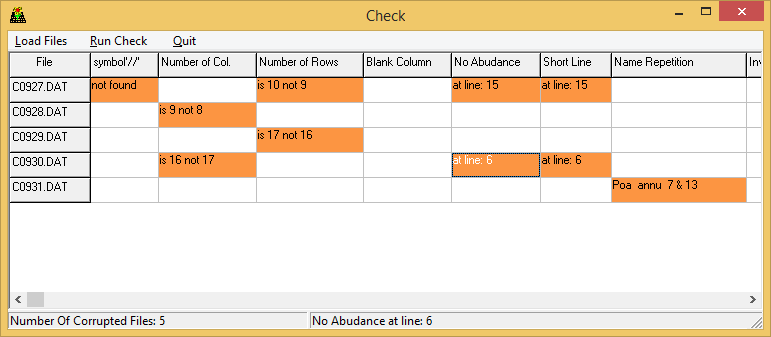 Check
Load Files Run Check Quit
File symbol'//' Number of Col. Number of Rows Blank Column No Abudance Short Line Name Repetition Inv
C0927.DAT not found is 10 not 9 at line: 15 at line: 15
C0928.DAT is 9 not 8
C0929.DAT is 17 not 16
C0930.DAT is 16 not 17 at line: 6 at line: 6
C0931.DAT Poa annu 7 & 13
Number Of Corrupted Files: 5 No Abudance at line: 6